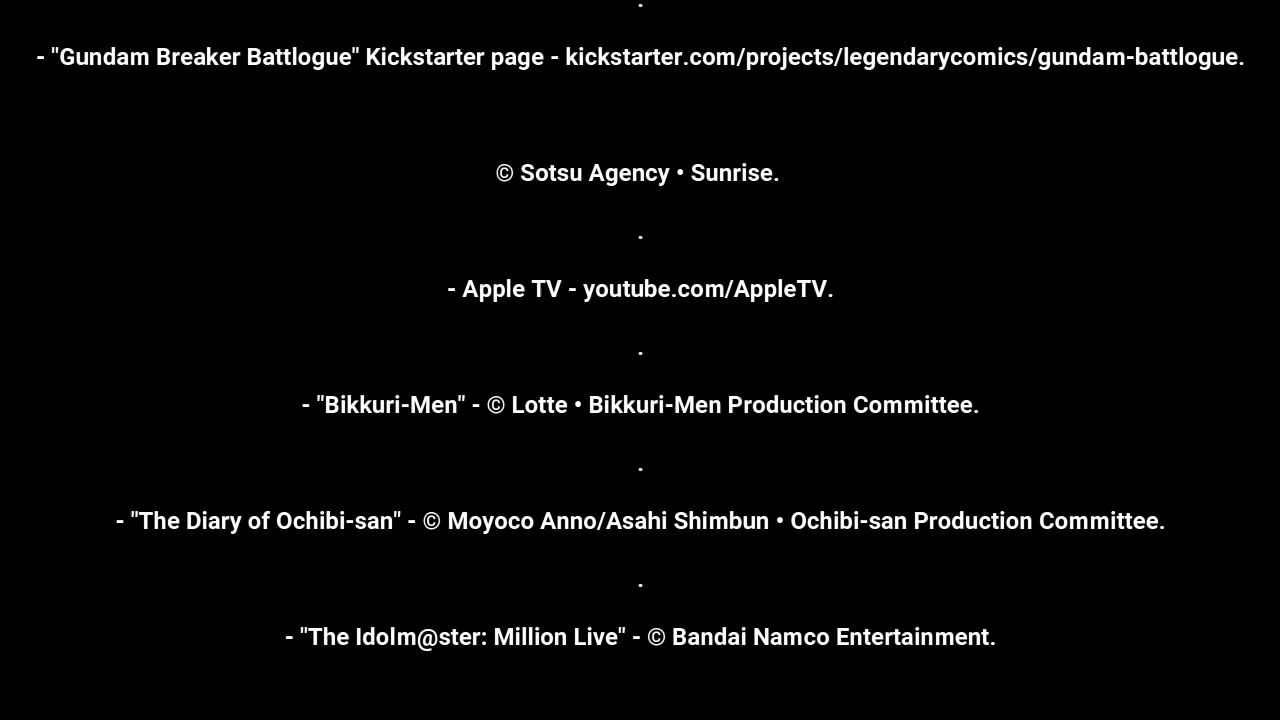 .
- "Gundam Breaker Battlogue" Kickstarter page - kickstarter.com/projects/legendarycomics/gundam-battlogue.
© Sotsu Agency • Sunrise.
.
- Apple TV - youtube.com/AppleTV.
.
- "Bikkuri-Men" - © Lotte • Bikkuri-Men Production Committee.
.
- "The Diary of Ochibi-san" - © Moyoco Anno/Asahi Shimbun • Ochibi-san Production Committee.
.
- "The Idolm@ster: Million Live" - © Bandai Namco Entertainment.